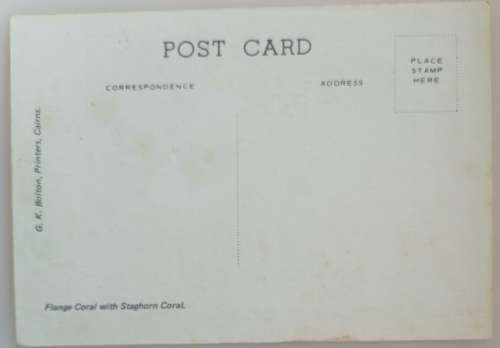 POST CARD
PLACE
STAMP
HERE
CORRESPONDENCE
ADDRESS
G. K. Bolton, Printers, Cairns.
Flange Coral with Staghorn Coral.